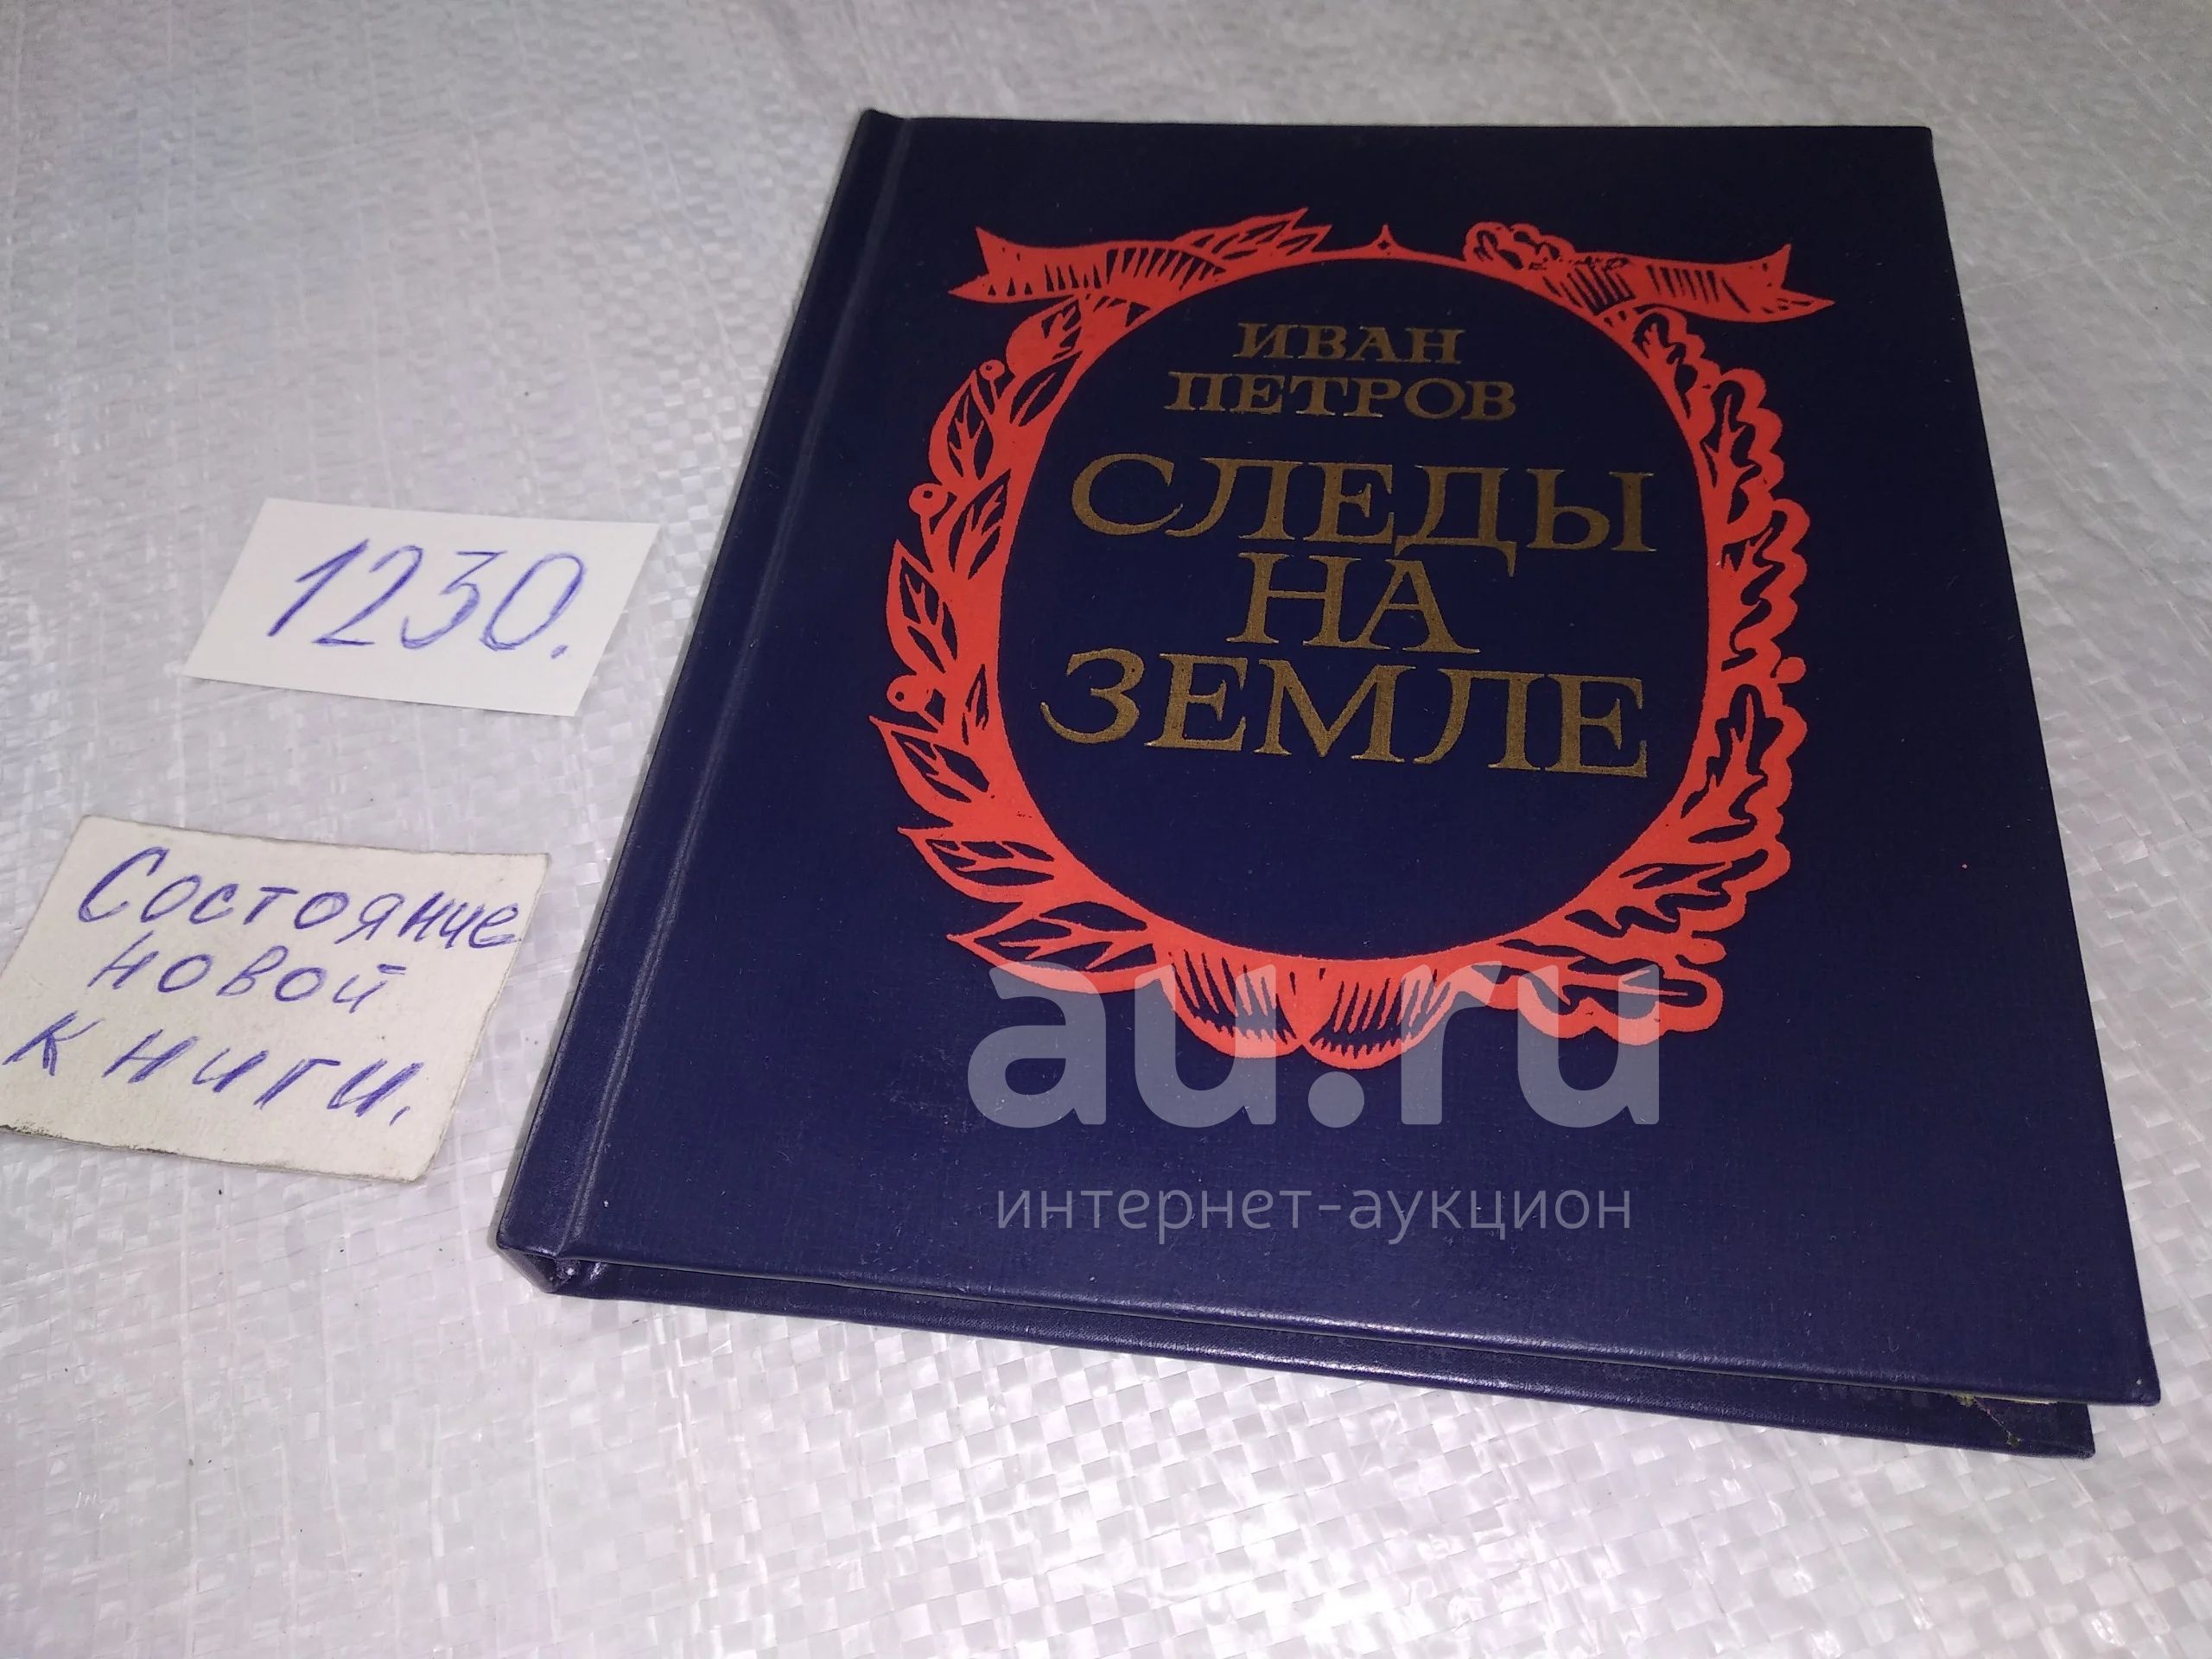 ИВАН
ПЕТРОВ
СЛЕДЫ
НА
ЗЕМЛЕ
1230.
Состояние
новой
книги.
au.ru
интернет-аукцион